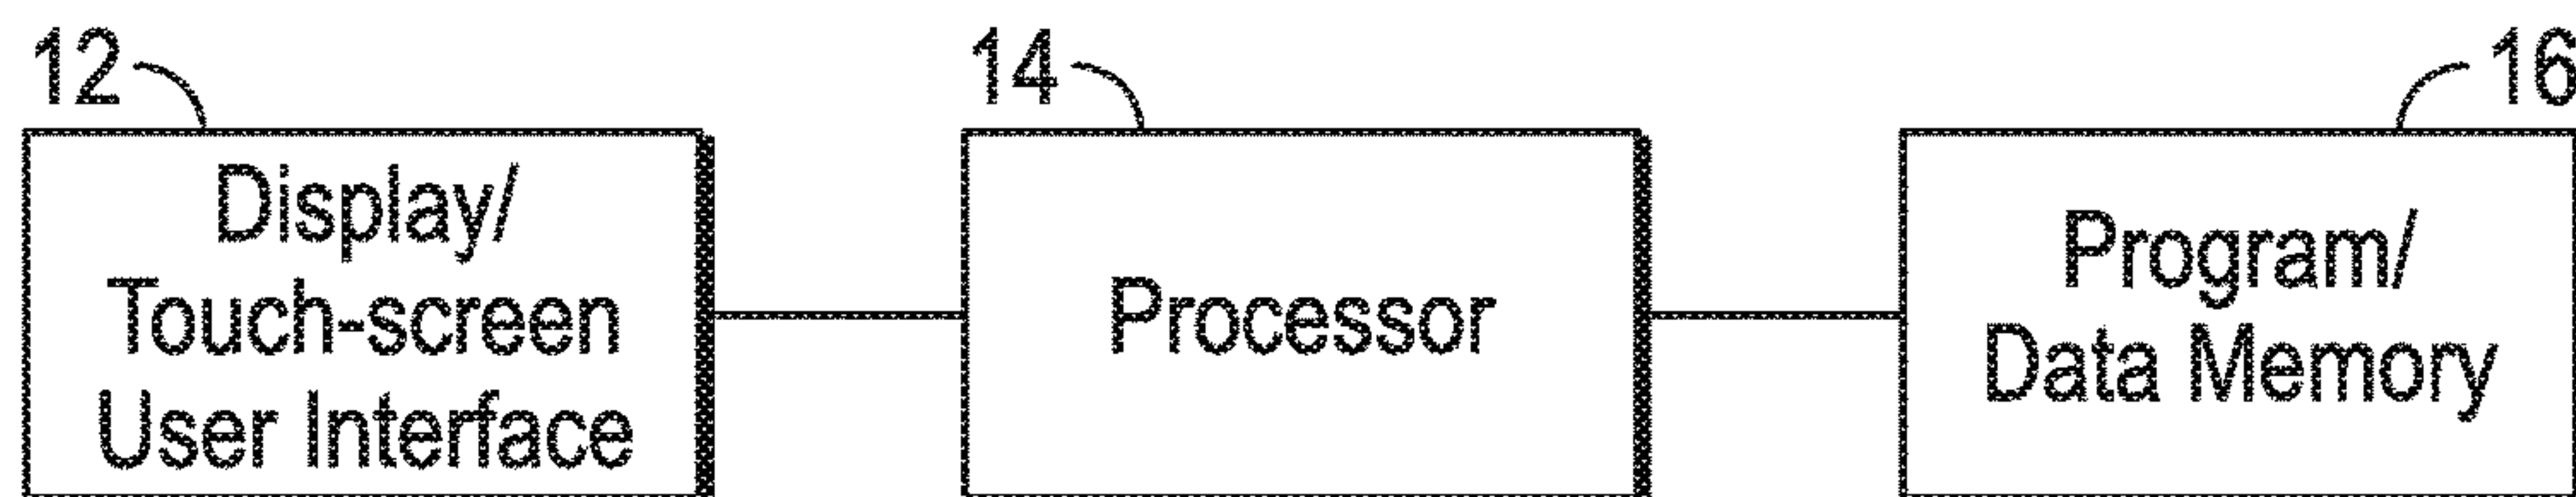 12
14
16
Display/
Touch-screen
User Interface
Processor
Program/
Data Memory